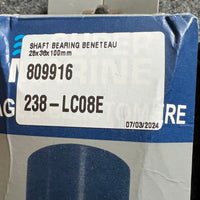 SHAFT BEARING BENETEAU
28x38x100mm
809916
238-LC08E
07/03/2024